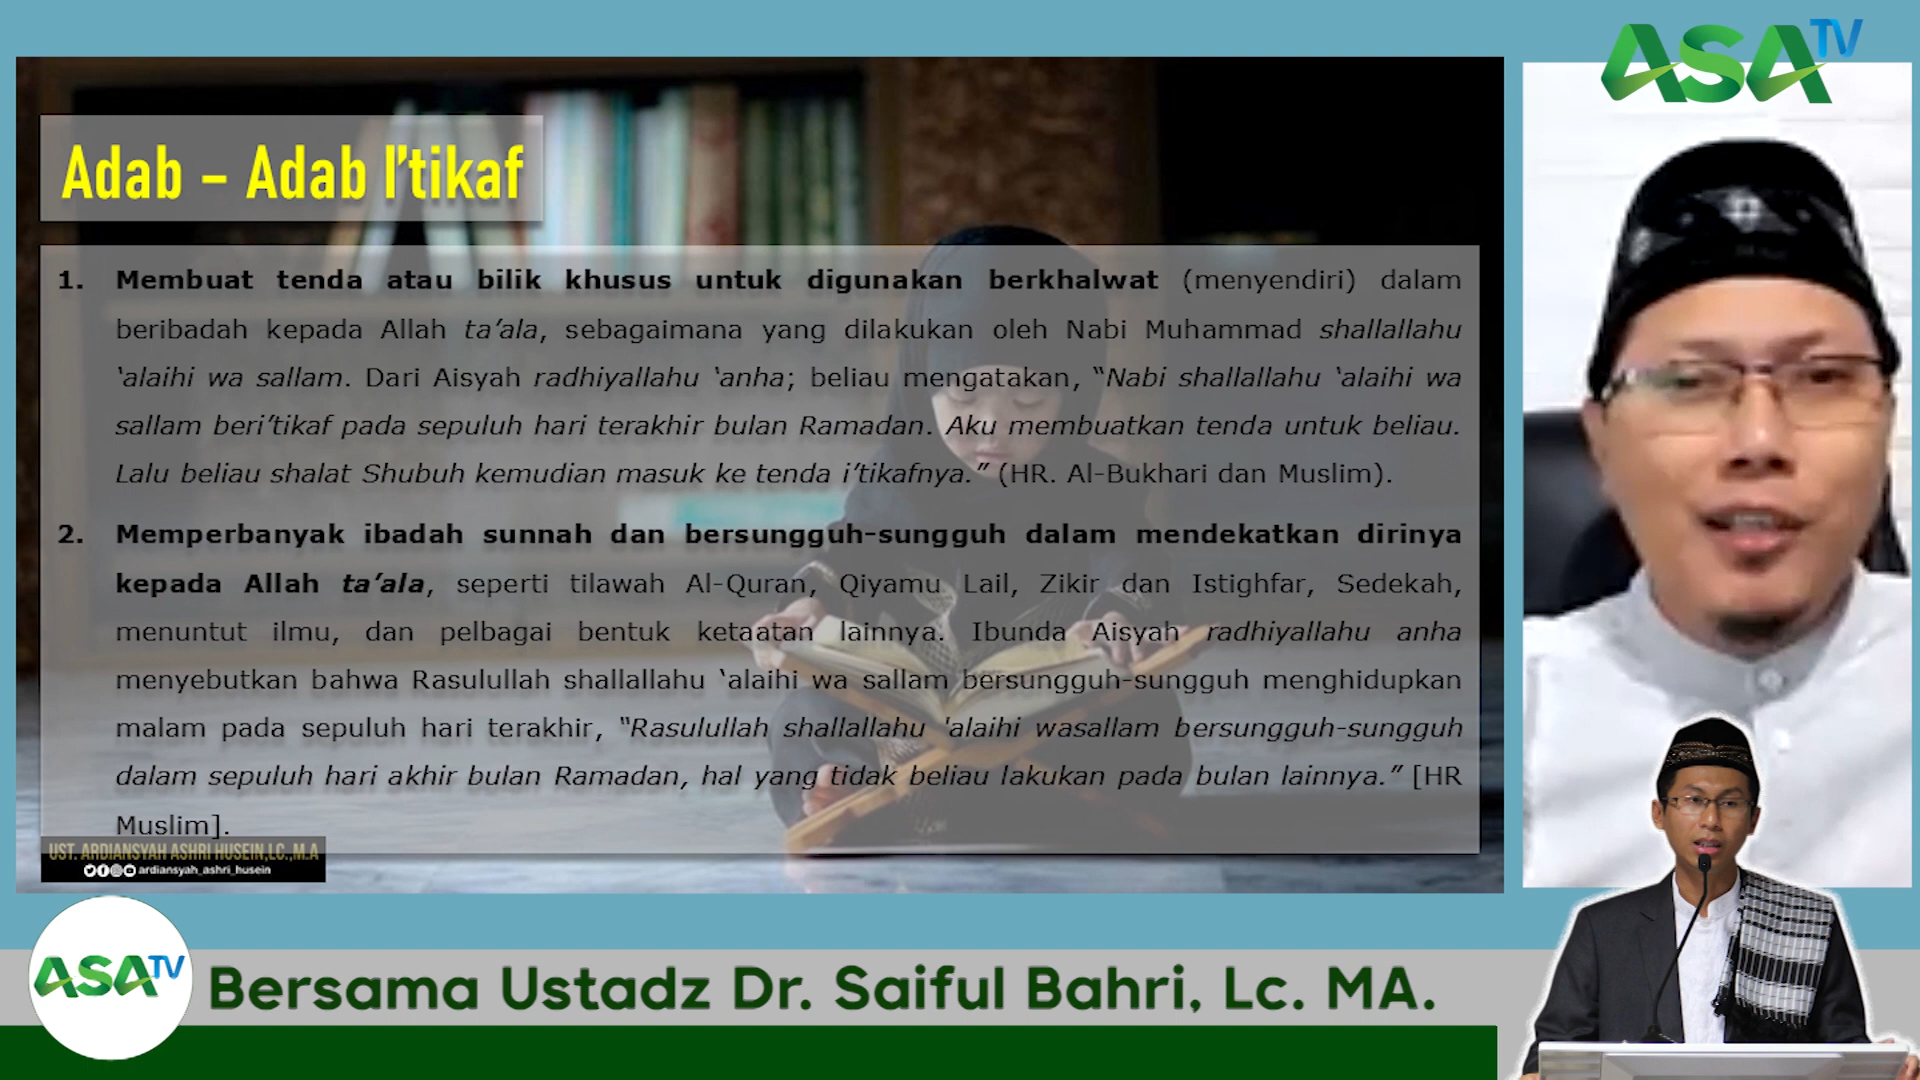 ASA TV
Adab – Adab I'tikaf
1. Membuat tenda atau bilik khusus untuk digunakan berkhalwat (menyendiri) dalam
beribadah kepada Allah ta’ala, sebagaimana yang dilakukan oleh Nabi Muhammad shallallahu
‘alaihi wa sallam. Dari Aisyah radhiyallahu ‘anha; beliau mengatakan, “Nabi shallallahu ‘alaihi wa
sallam beri’tikaf pada sepuluh hari terakhir bulan Ramadan. Aku membuatkan tenda untuk beliau.
Lalu beliau shalat Shubuh kemudian masuk ke tenda i’tikafnya.” (HR. Al-Bukhari dan Muslim).
2. Memperbanyak ibadah sunnah dan bersungguh-sungguh dalam mendekatkan dirinya
kepada Allah ta’ala, seperti tilawah Al-Quran, Qiyamu Lail, Zikir dan Istighfar, Sedekah,
menuntut ilmu, dan pelbagai bentuk ketaatan lainnya. Ibunda Aisyah radhiyallahu anha
menyebutkan bahwa Rasulullah shallallahu ‘alaihi wa sallam bersungguh-sungguh menghidupkan
malam pada sepuluh hari terakhir, “Rasulullah shallallahu 'alaihi wasallam bersungguh-sungguh
dalam sepuluh hari akhir bulan Ramadan, hal yang tidak beliau lakukan pada bulan lainnya.” [HR
Muslim].
UST. ARDIANSYAH ASHRI HUSEIN,LC.,M.A
ardiansyah_ashri_husein
ASA TV
Bersama Ustadz Dr. Saiful Bahri, Lc. MA.